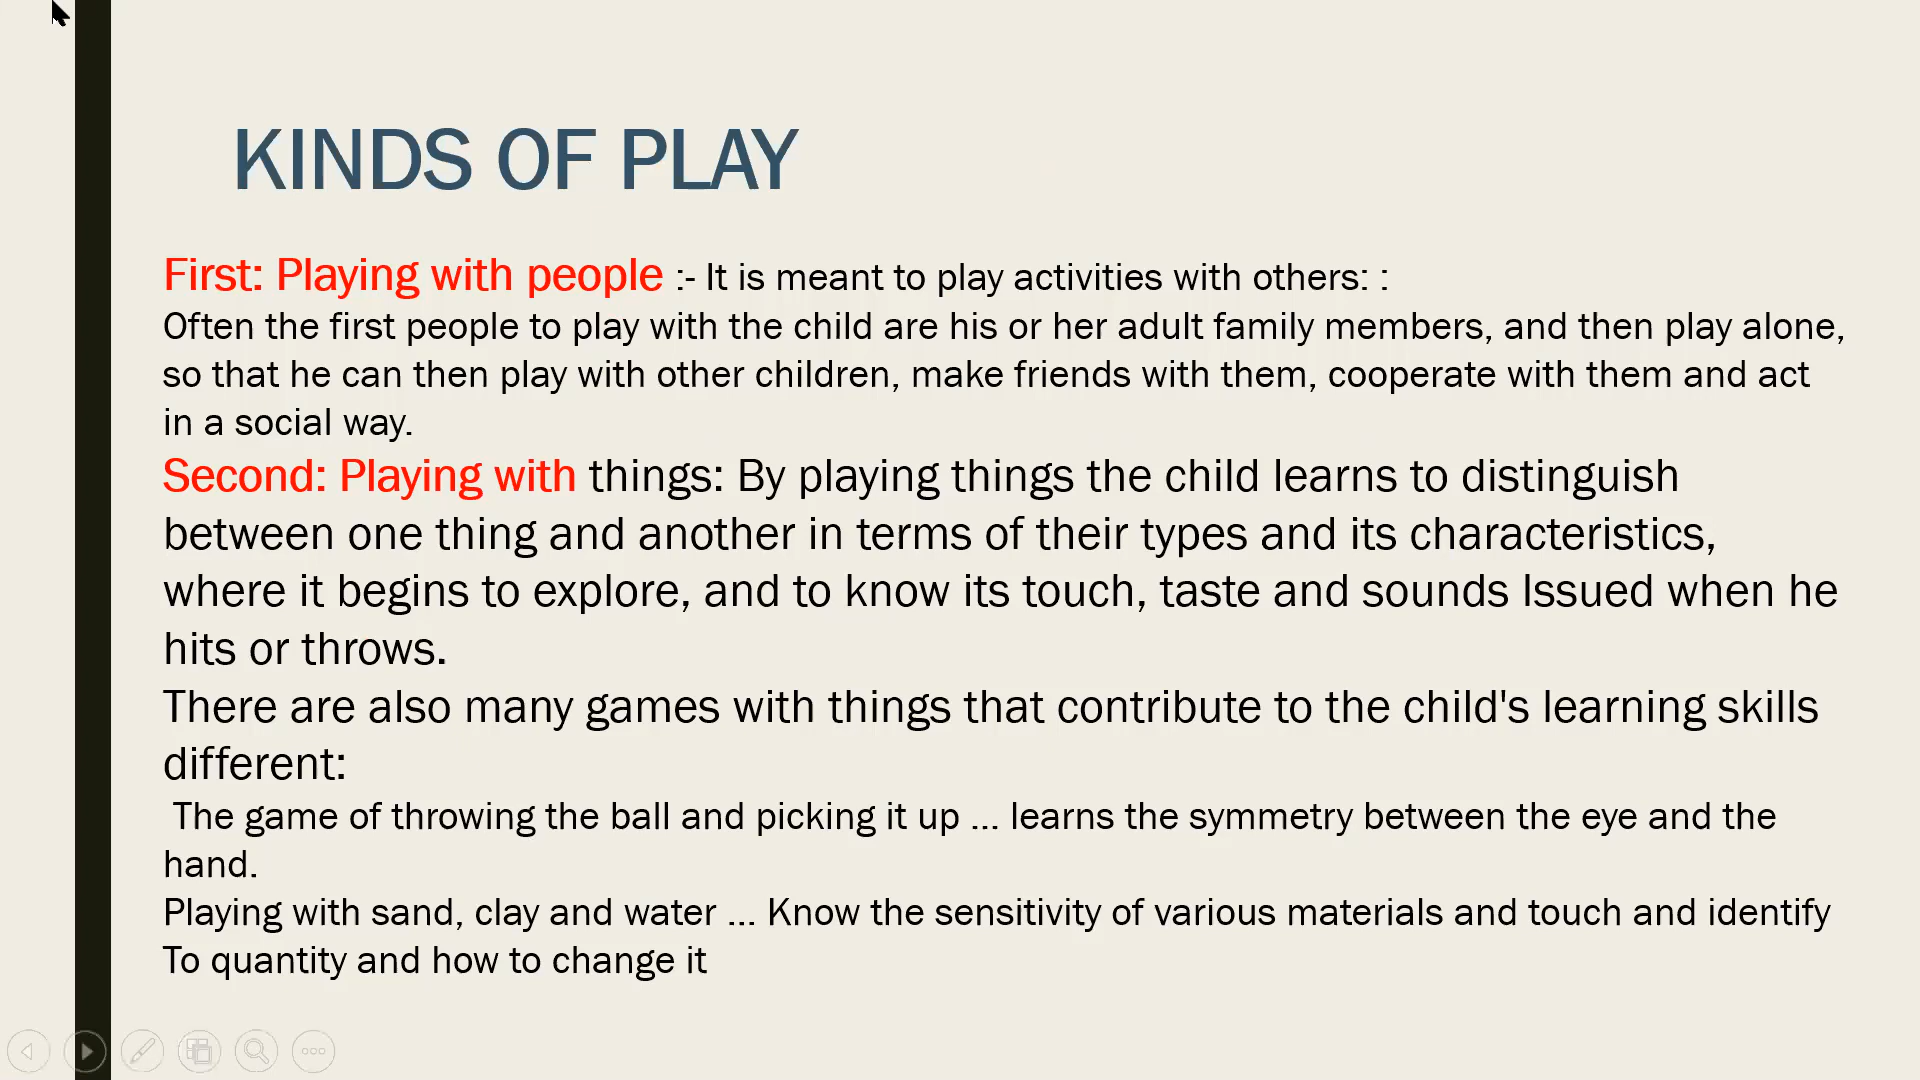 KINDS OF PLAY
First: Playing with people :- It is meant to play activities with others: :
Often the first people to play with the child are his or her adult family members, and then play alone,
so that he can then play with other children, make friends with them, cooperate with them and act
in a social way.
Second: Playing with things: By playing things the child learns to distinguish
between one thing and another in terms of their types and its characteristics,
where it begins to explore, and to know its touch, taste and sounds Issued when he
hits or throws.
There are also many games with things that contribute to the child's learning skills
different:
The game of throwing the ball and picking it up ... learns the symmetry between the eye and the
hand.
Playing with sand, clay and water ... Know the sensitivity of various materials and touch and identify
To quantity and how to change it